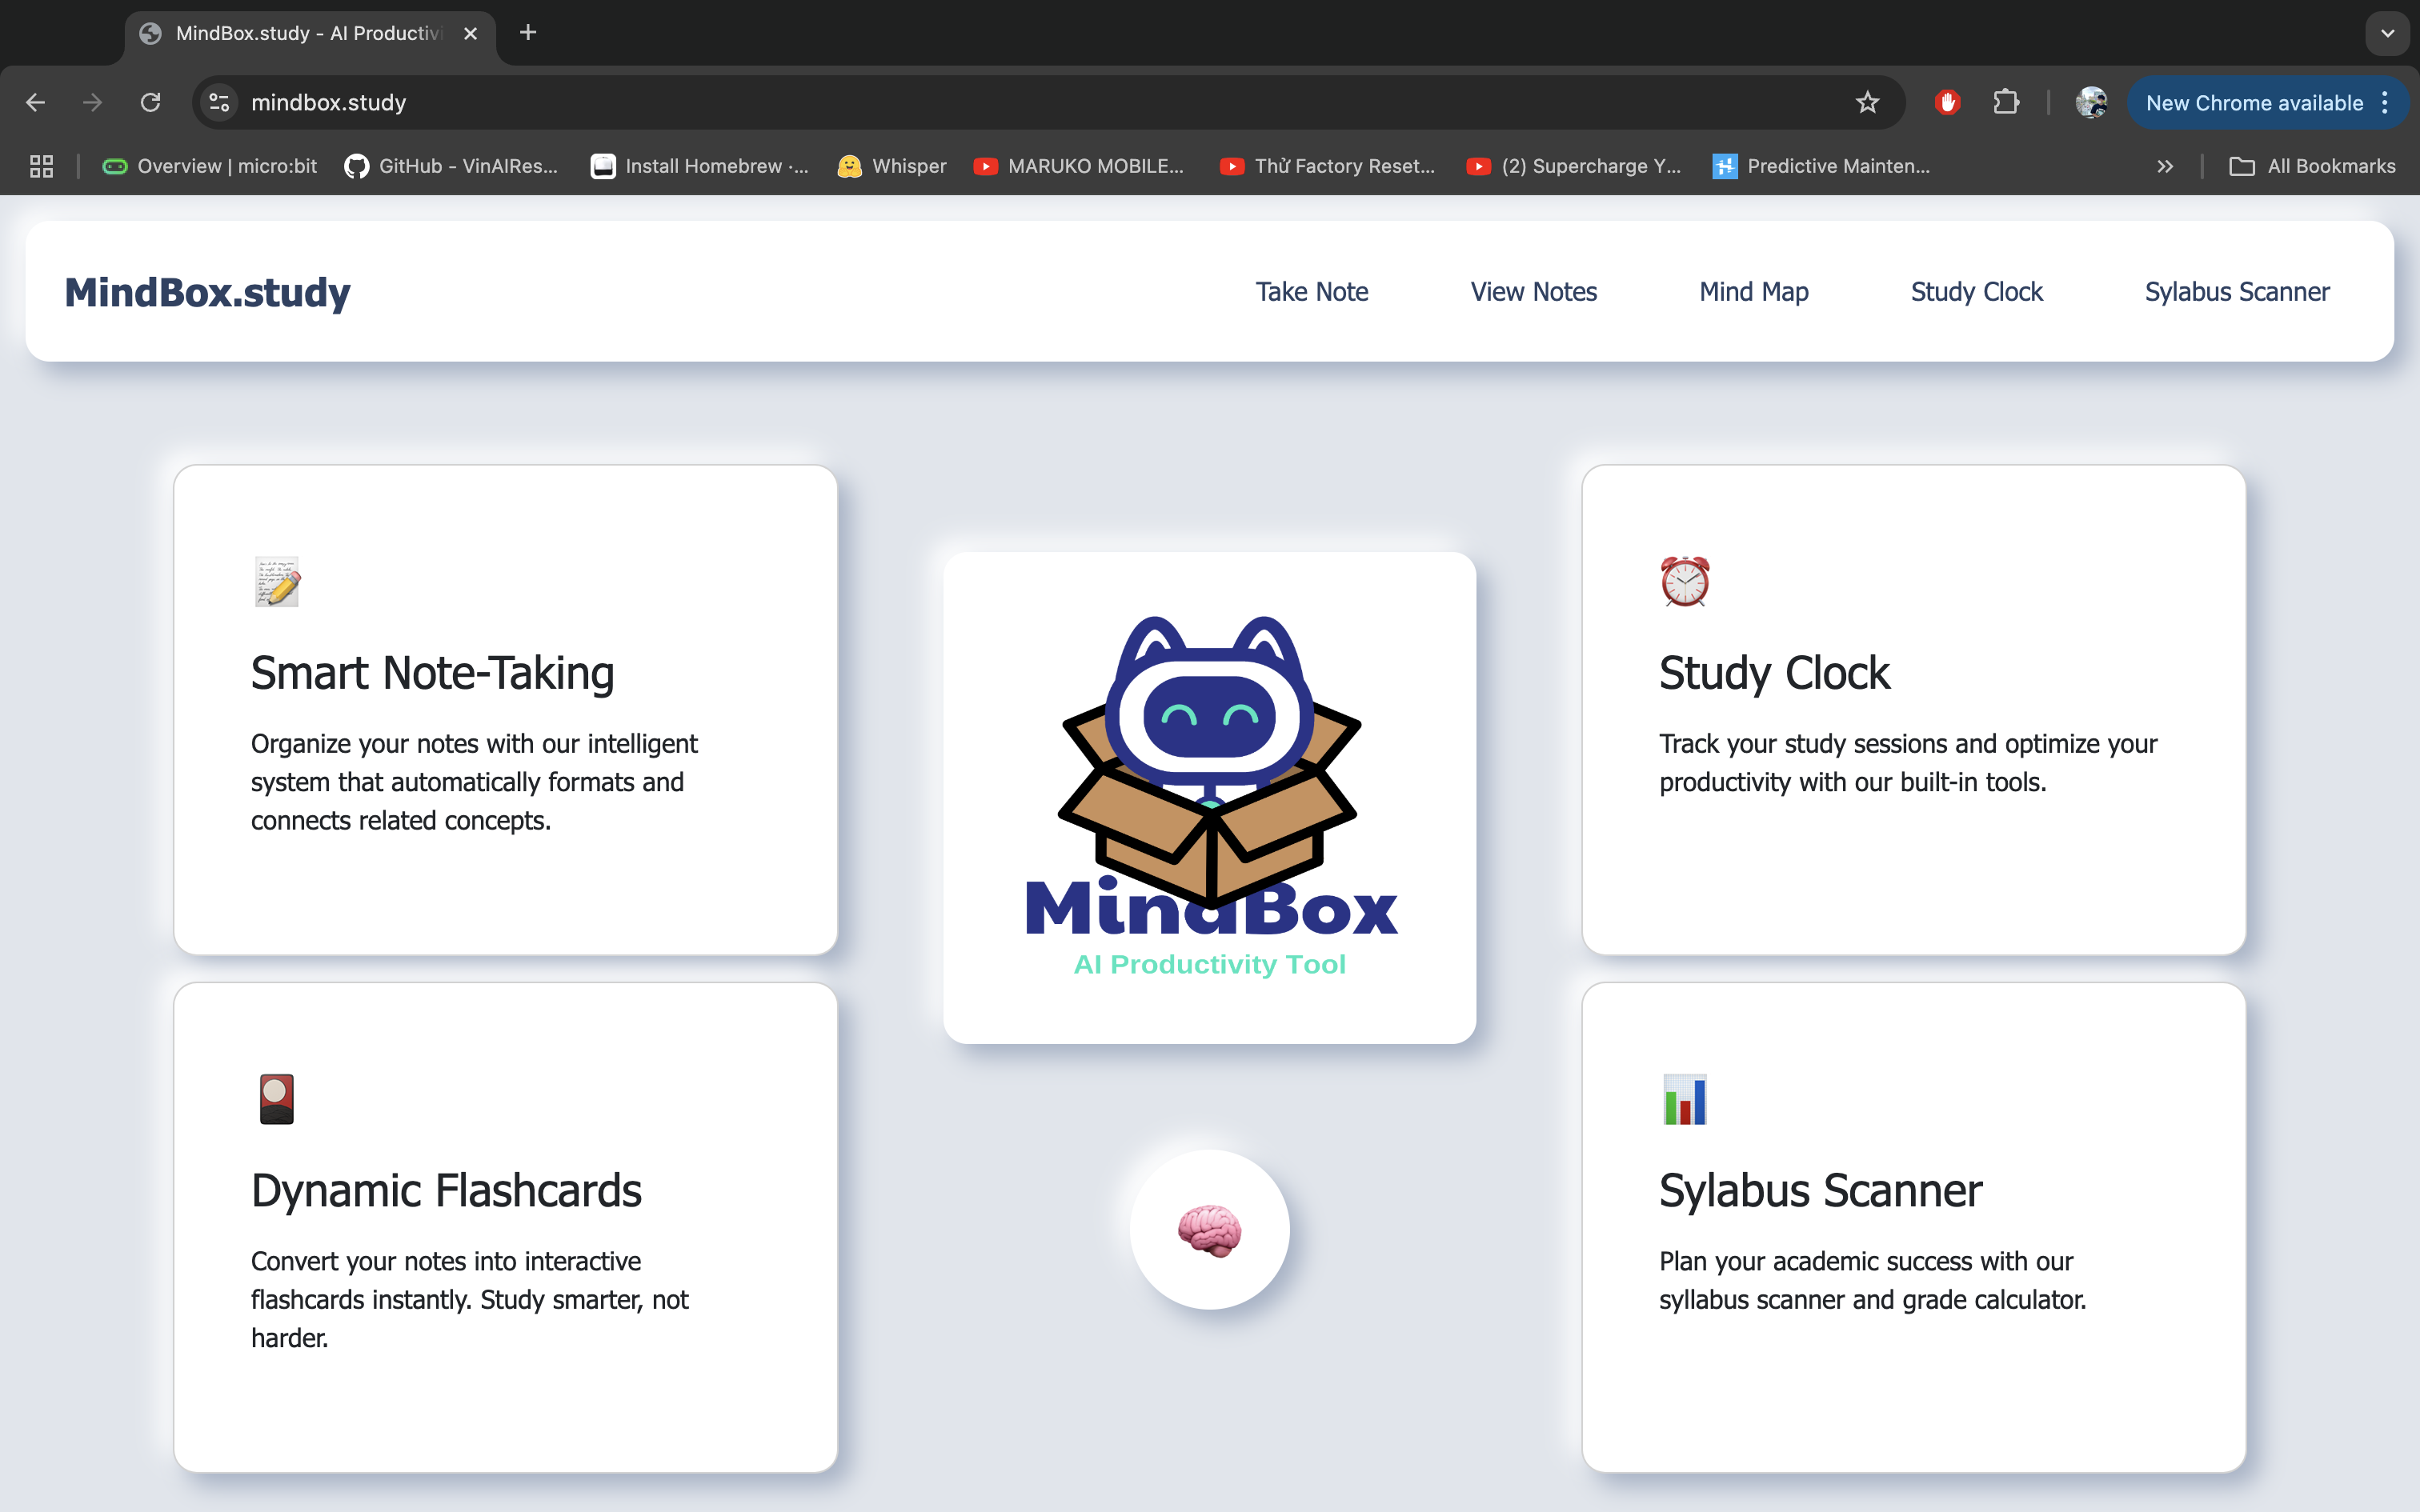 MindBox.study - AI Productivi
mindbox.study
New Chrome available
Overview | micro:bit
GitHub - VinAIRes...
Install Homebrew ·...
Whisper
MARUKO MOBILE...
Thử Factory Reset...
(2) Supercharge Y...
Predictive Mainten...
All Bookmarks
MindBox.study
Take Note
View Notes
Mind Map
Study Clock
Sylabus Scanner
Smart Note-Taking
Organize your notes with our intelligent
system that automatically formats and
connects related concepts.
Dynamic Flashcards
Convert your notes into interactive
flashcards instantly. Study smarter, not
harder.
MindBox
AI Productivity Tool
Study Clock
Track your study sessions and optimize your
productivity with our built-in tools.
Sylabus Scanner
Plan your academic success with our
syllabus scanner and grade calculator.